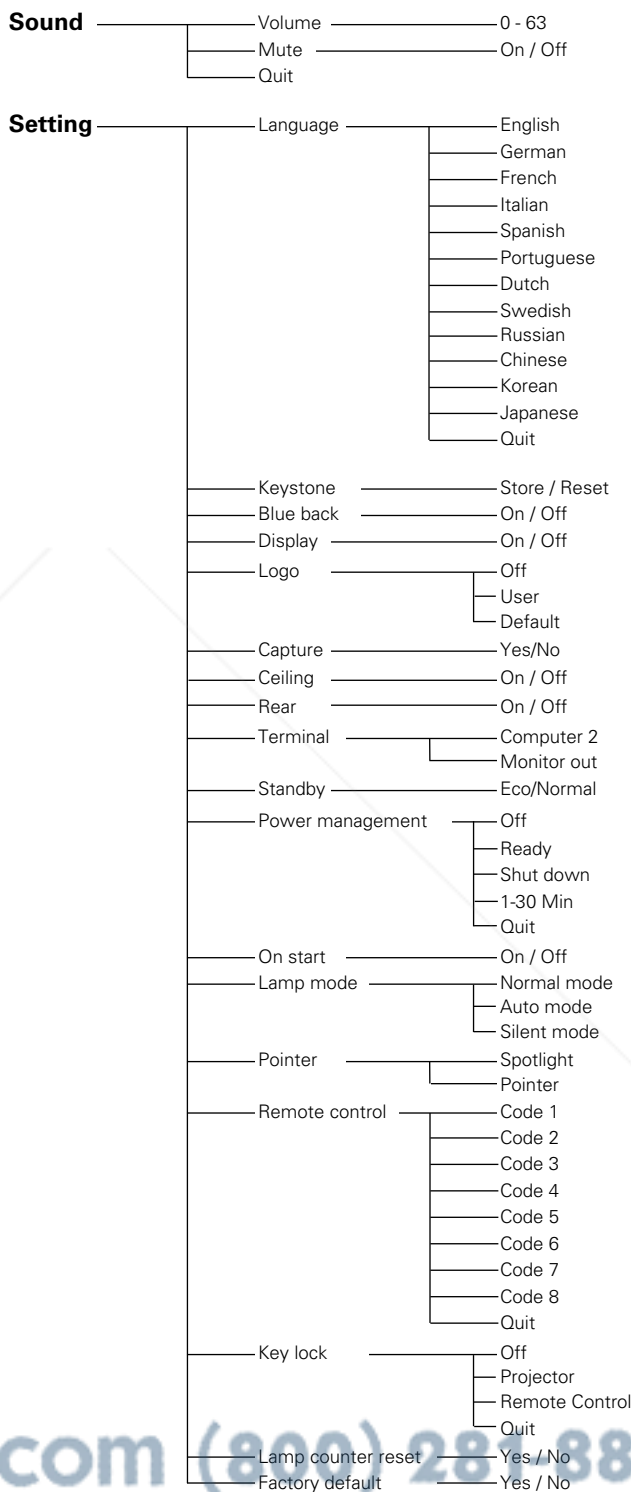 Sound Volume 0 - 63
Mute On / Off
Quit
Setting Language English
German
French
Italian
Spanish
Portuguese
Dutch
Swedish
Russian
Chinese
Korean
Japanese
Quit
Keystone Store / Reset
Blue back On / Off
Display On / Off
Logo Off
User
Default
Capture Yes/No
Ceiling On / Off
Rear On / Off
Terminal Computer 2
Monitor out
Standby Eco/Normal
Power management Off
Ready
Shut down
1-30 Min
Quit
On start On / Off
Lamp mode Normal mode
Auto mode
Silent mode
Pointer Spotlight
Pointer
Remote control Code 1
Code 2
Code 3
Code 4
Code 5
Code 6
Code 7
Code 8
Quit
Key lock Off
Projector
Remote Control
Quit
com (800) 281-88
Lamp counter reset Yes / No
Factory default Yes / No